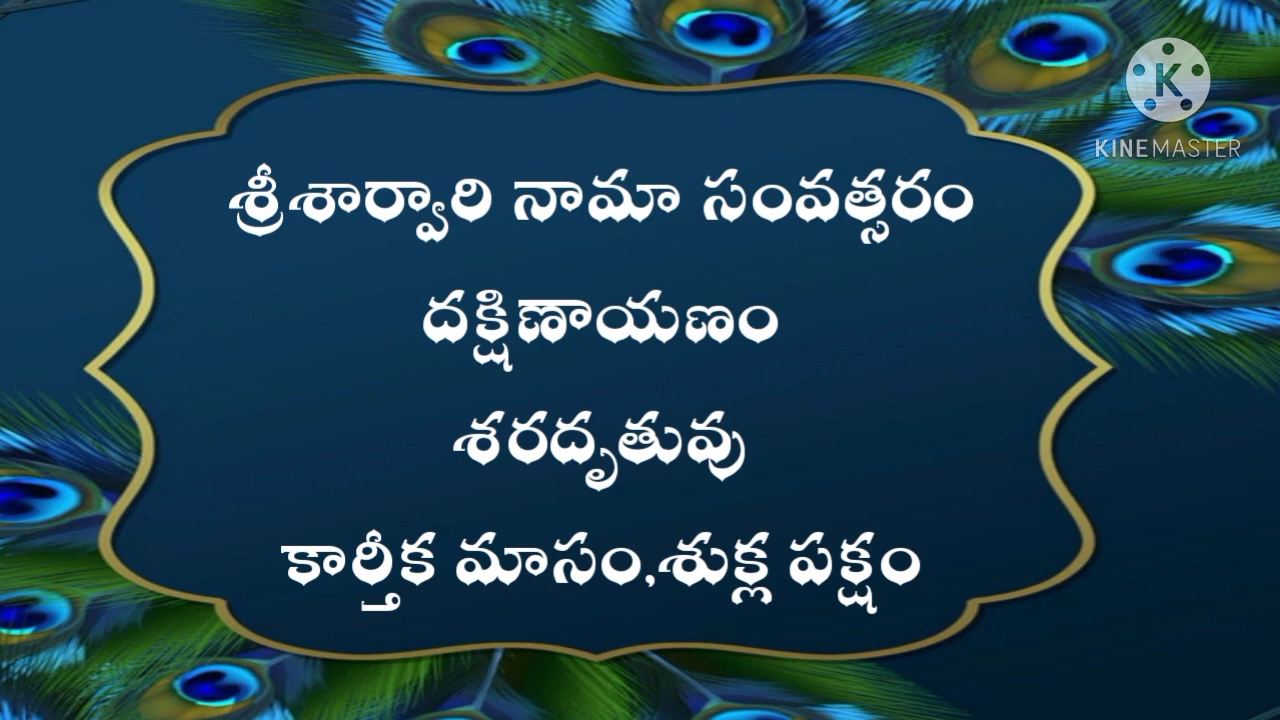 శ్రీశార్వారి నామా సంవత్సరం
దక్షిణాయణం
శరదృతువు
కార్తీక మాసం,శుక్ల పక్షం
K
KINEMASTER